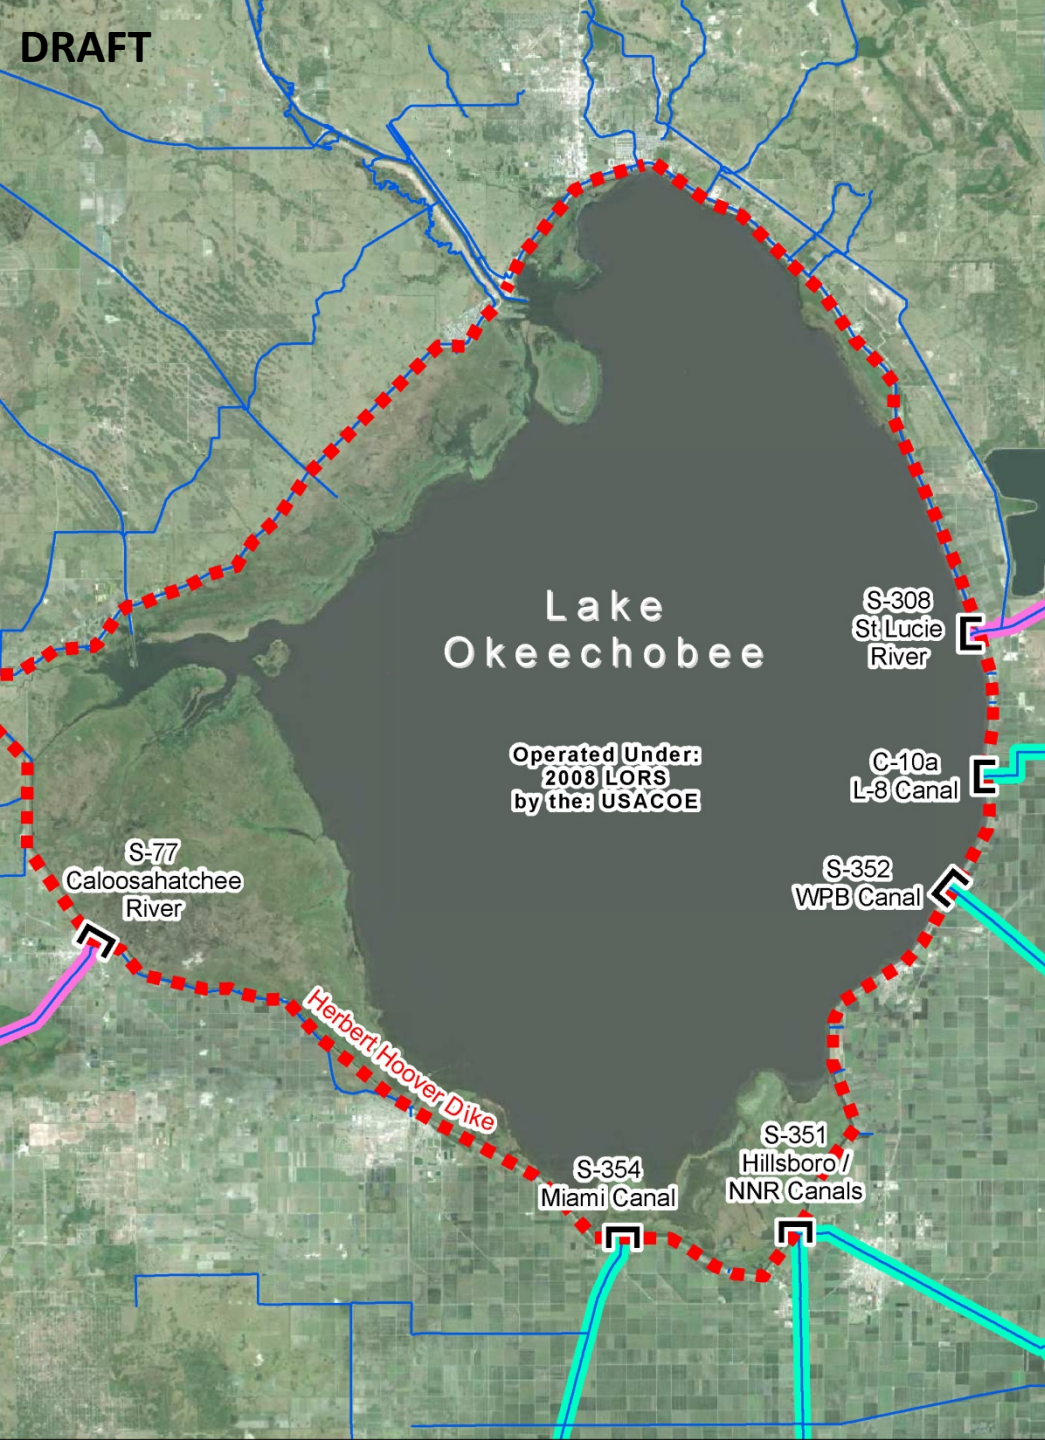 DRAFT
Lake
Okeechobee
S-308
St Lucie
River
Operated Under:
2008 LORS
by the: USACOE
C-10a
L-8 Canal
S-77
Caloosahatchee
River
S-352
WPB Canal
Herbert Hoover Dike
S-351
Hillsboro /
NNR Canals
S-354
Miami Canal